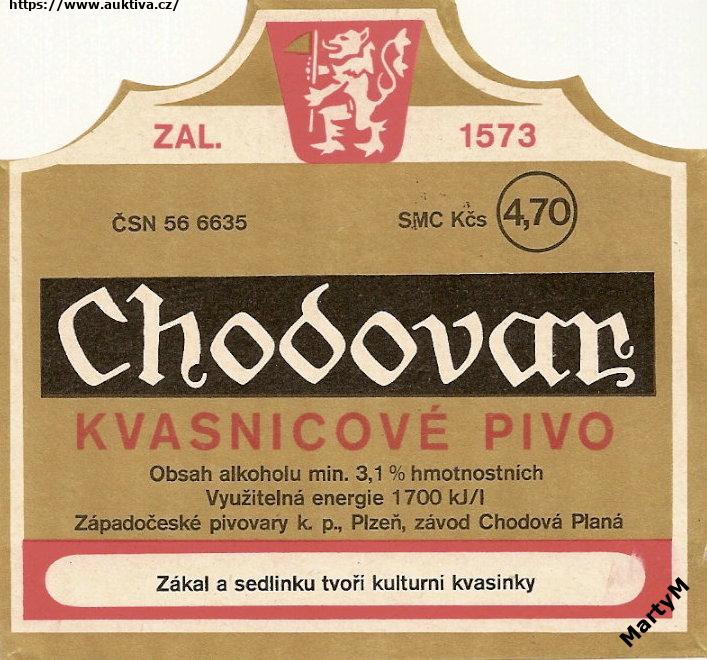 https://www.auktiva.cz/
ZAL. 1573
ČSN 56 6635 SMC Kčs 4,70
Chodovar
KVASNICOVÉ PIVO
Obsah alkoholu min. 3,1 % hmotnostních
Využitelná energie 1700 kJ/l
Západočeské pivovary k. p., Plzeň, závod Chodová Planá
Zákal a sedlinku tvoří kulturní kvasinky
MartyM